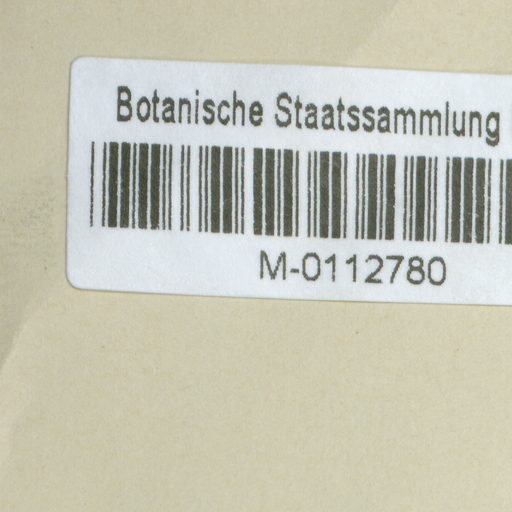 Botanische Staatssammlung
M-0112780